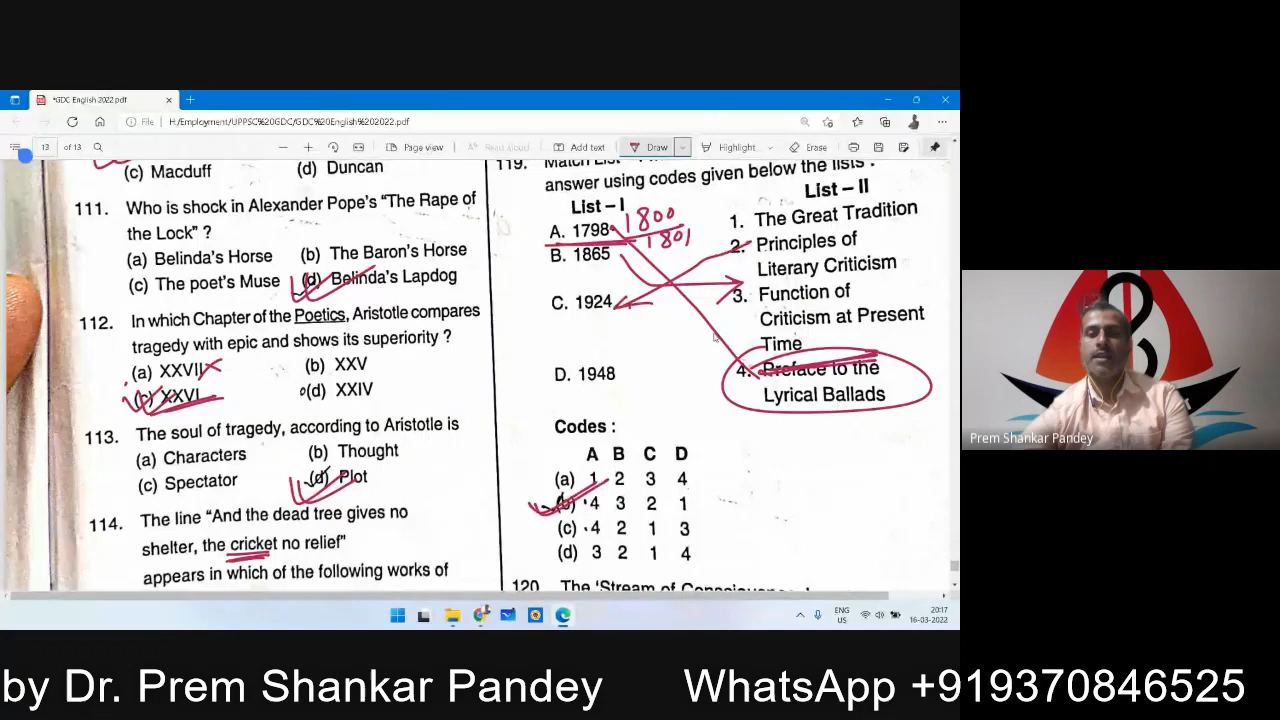 *GDC English 2022.pdf
File
H:/Employment/UPPSC%20GDC/GDC%20English%202022.pdf
13 of 13
Page view
Read aloud
Add text
Draw
Highlight
Erase
(c) Macduff (d) Duncan
111. Who is shock in Alexander Pope's "The Rape of
the Lock" ?
(a) Belinda's Horse (b) The Baron's Horse
(c) The poet's Muse (d) Belinda's Lapdog
112. In which Chapter of the Poetics, Aristotle compares
tragedy with epic and shows its superiority ?
(a) XXVII (b) XXV
(c) XXVI (d) XXIV
113. The soul of tragedy, according to Aristotle is
(a) Characters (b) Thought
(c) Spectator (d) Plot
114. The line "And the dead tree gives no
shelter, the cricket no relief"
appears in which of the following works of
119.
answer using codes given below the lists :
List – I List – II
A. 1798 1800
1801
B. 1865
C. 1924
D. 1948
1. The Great Tradition
2. Principles of
Literary Criticism
3. Function of
Criticism at Present
Time
4. Preface to the
Lyrical Ballads
Codes :
A B C D
(a) 1 2 3 4
(b) 4 3 2 1
(c) 4 2 1 3
(d) 3 2 1 4
120. The 'Stream of Consciousness'
ENG
US
20:17
16-03-2022
Prem Shankar Pandey
by Dr. Prem Shankar Pandey WhatsApp +919370846525